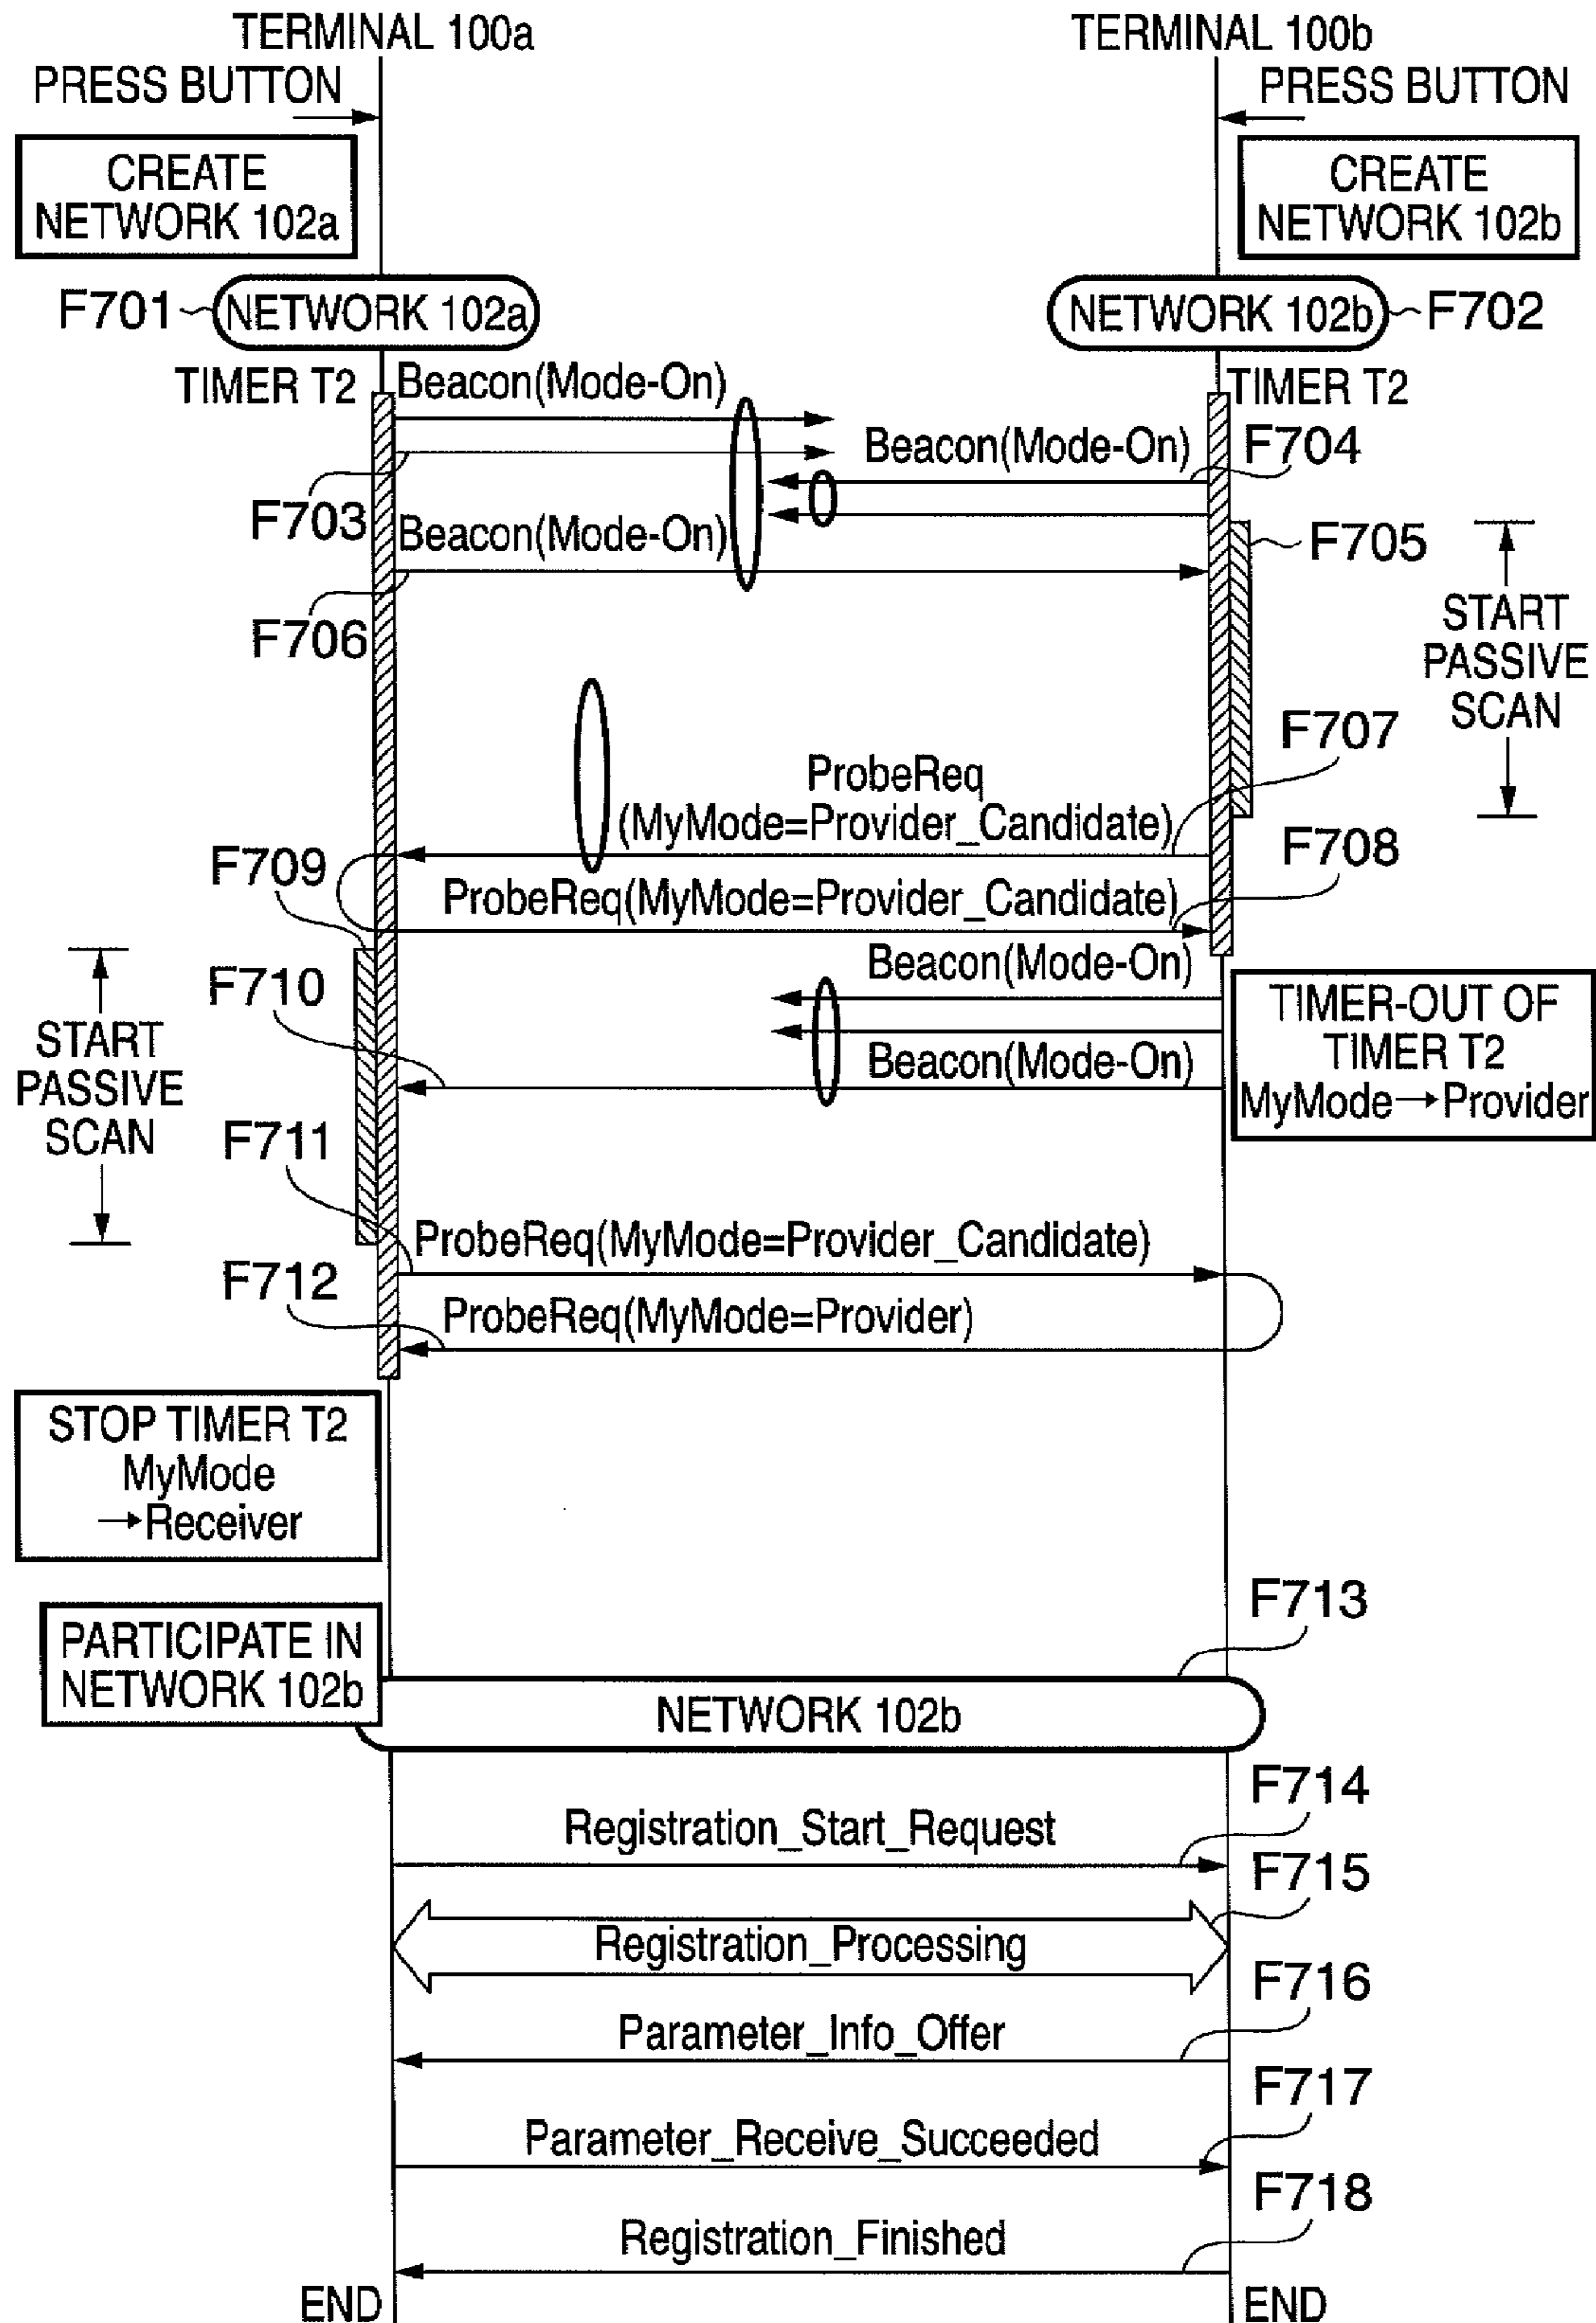 TERMINAL 100a
TERMINAL 100b
PRESS BUTTON
PRESS BUTTON
CREATE
NETWORK 102a
CREATE
NETWORK 102b
F701
NETWORK 102a
NETWORK 102b
F702
TIMER T2
Beacon(Mode-On)
TIMER T2
Beacon(Mode-On)
F704
F703
Beacon(Mode-On)
F705
F706
START
PASSIVE
SCAN
F707
ProbeReq
(MyMode=Provider_Candidate)
F708
F709
ProbeReq(MyMode=Provider_Candidate)
Beacon(Mode-On)
F710
START
PASSIVE
SCAN
Beacon(Mode-On)
TIMER-OUT OF
TIMER T2
MyMode→Provider
F711
ProbeReq(MyMode=Provider_Candidate)
F712
ProbeReq(MyMode=Provider)
STOP TIMER T2
MyMode
→Receiver
F713
PARTICIPATE IN
NETWORK 102b
NETWORK 102b
F714
Registration_Start_Request
F715
Registration_Processing
F716
Parameter_Info_Offer
F717
Parameter_Receive_Succeeded
F718
Registration_Finished
END
END